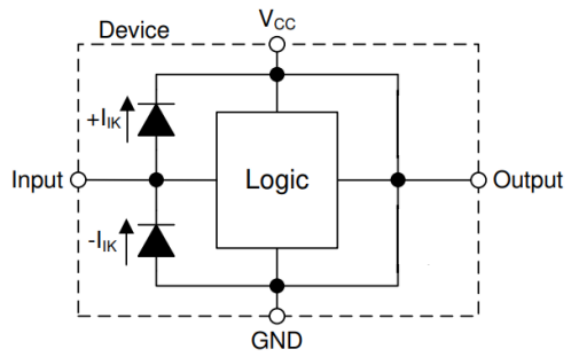 Device
VCC
+IIK
Input
Logic
Output
-IIK
GND